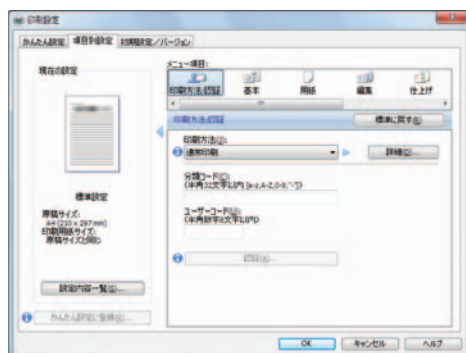 印刷設定
かんたん設定 項目別設定 初期設定/バージョン
現在の設定
標準設定
原稿サイズ:
A4 (210 x 297 mm)
印刷用紙サイズ:
原稿サイズと同じ
設定内容一覧(S)...
かんたん設定に登録(R)...
メニュー項目:
印刷方法/認証 基本 用紙 編集 仕上げ
印刷方法/認証 標準に戻す(R)
印刷方法(J):
通常印刷 詳細(O)...
分類コード(C):
(半角32文字以内 [a-z,A-Z,0-9,"-"])
ユーザーコード(U):
(半角数字8文字以内)
認証(A)...
OK キャンセル ヘルプ